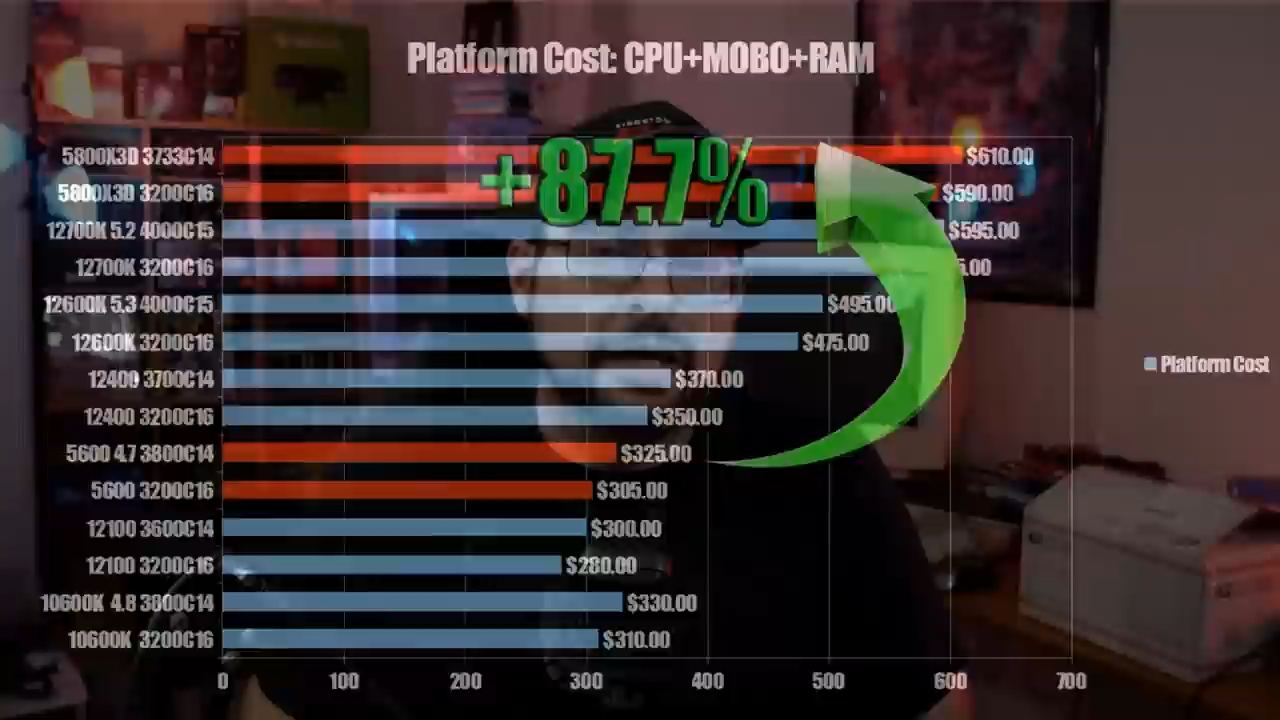 Platform Cost: CPU+MOBO+RAM
+87.7%
5800X3D 3733C14 $610.00
5800X3D 3200C16 $590.00
12700K 5.2 4000C15 $595.00
12700K 3200C16
12600K 5.3 4000C15 $495.00
12600K 3200C16 $475.00
12400 3700C14 $370.00
12400 3200C16 $350.00
5600 4.7 3800C14 $325.00
5600 3200C16 $305.00
12100 3600C14 $300.00
12100 3200C16 $280.00
10600K 4.8 3800C14 $330.00
10600K 3200C16 $310.00
0 100 200 300 400 500 600 700
Platform Cost